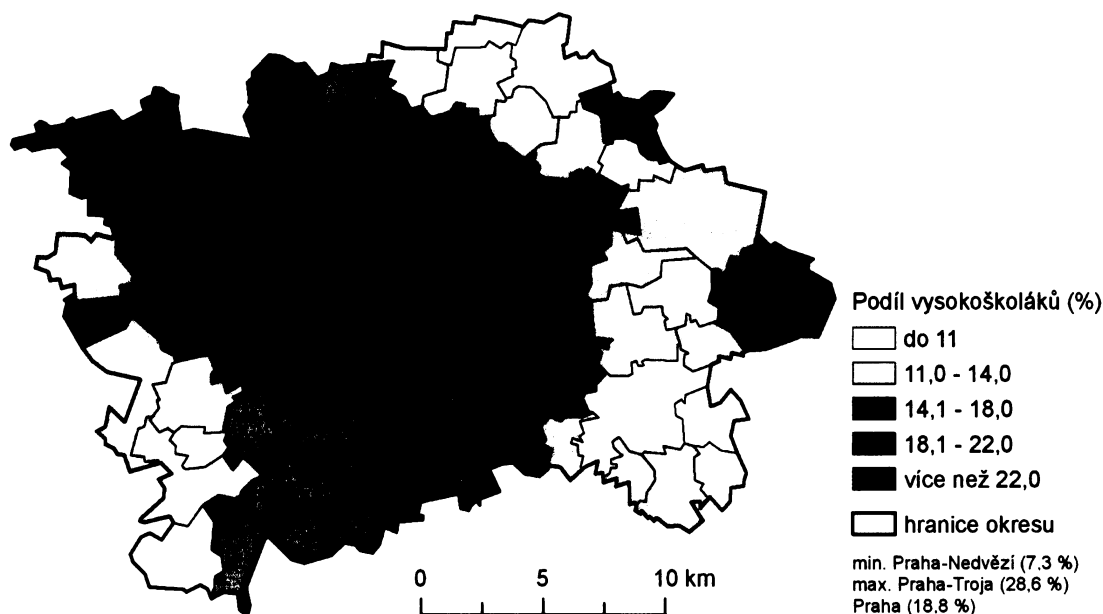 Podíl vysokoškoláků (%)
do 11
11,0 - 14,0
14,1 - 18,0
18,1 - 22,0
více než 22,0
hranice okresu
min. Praha-Nedvězí (7,3 %)
max. Praha-Troja (28,6 %)
Praha (18,8 %)
0 5 10 km